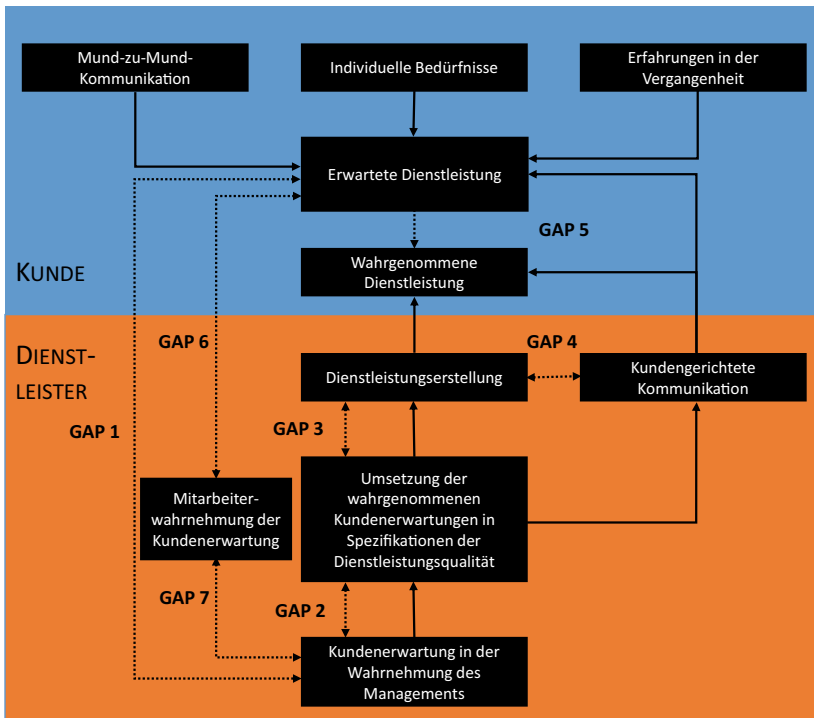 Mund-zu-Mund-
Kommunikation
Individuelle Bedürfnisse
Erfahrungen in der
Vergangenheit
Erwartete Dienstleistung
GAP 5
Wahrgenommene
Dienstleistung
KUNDE
DIENST-
LEISTER
GAP 6
GAP 4
Dienstleistungserstellung
Kundengerichtete
Kommunikation
GAP 1
GAP 3
Mitarbeiter-
wahrnehmung der
Kundenerwartung
Umsetzung der
wahrgenommenen
Kundenerwartungen in
Spezifikationen der
Dienstleistungsqualität
GAP 7
GAP 2
Kundenerwartung in der
Wahrnehmung des
Managements